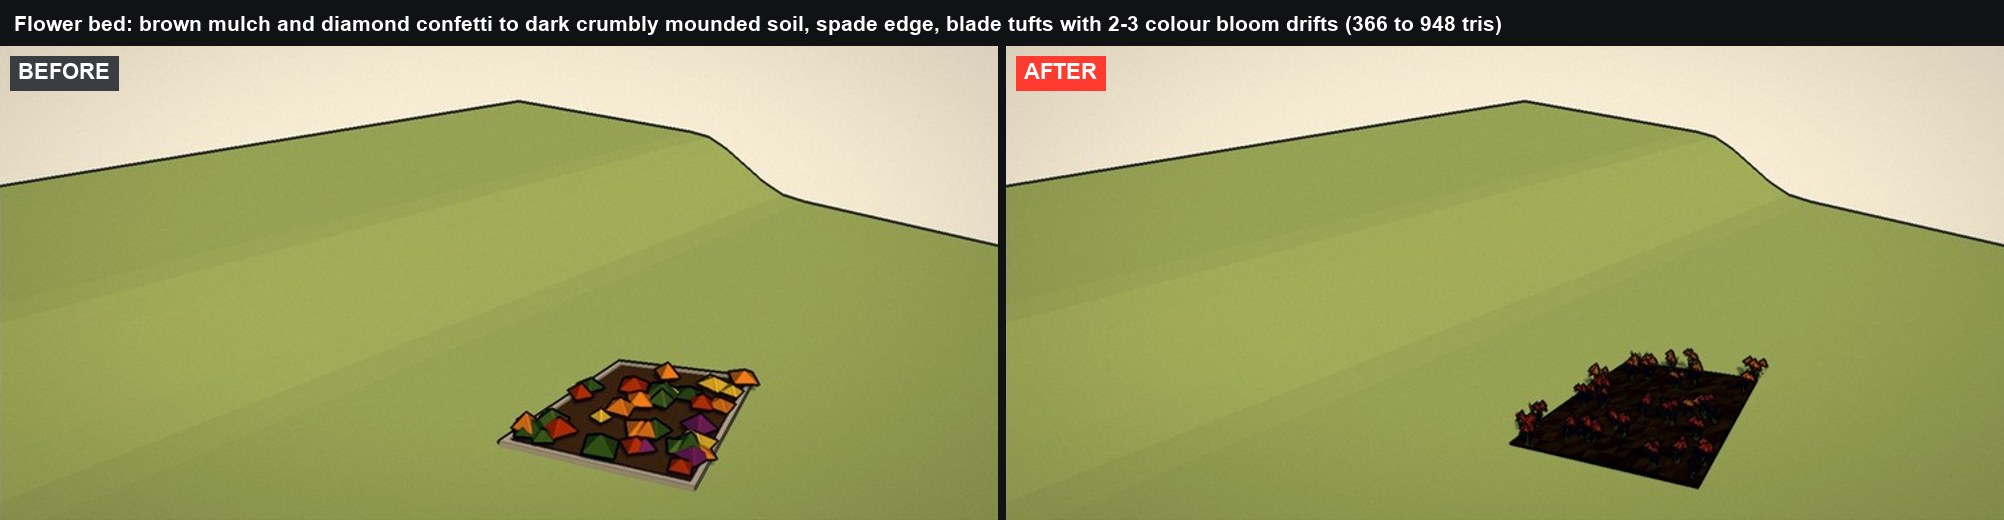 Flower bed: brown mulch and diamond confetti to dark crumbly mounded soil, spade edge, blade tufts with 2-3 colour bloom drifts (366 to 948 tris)
BEFORE
AFTER